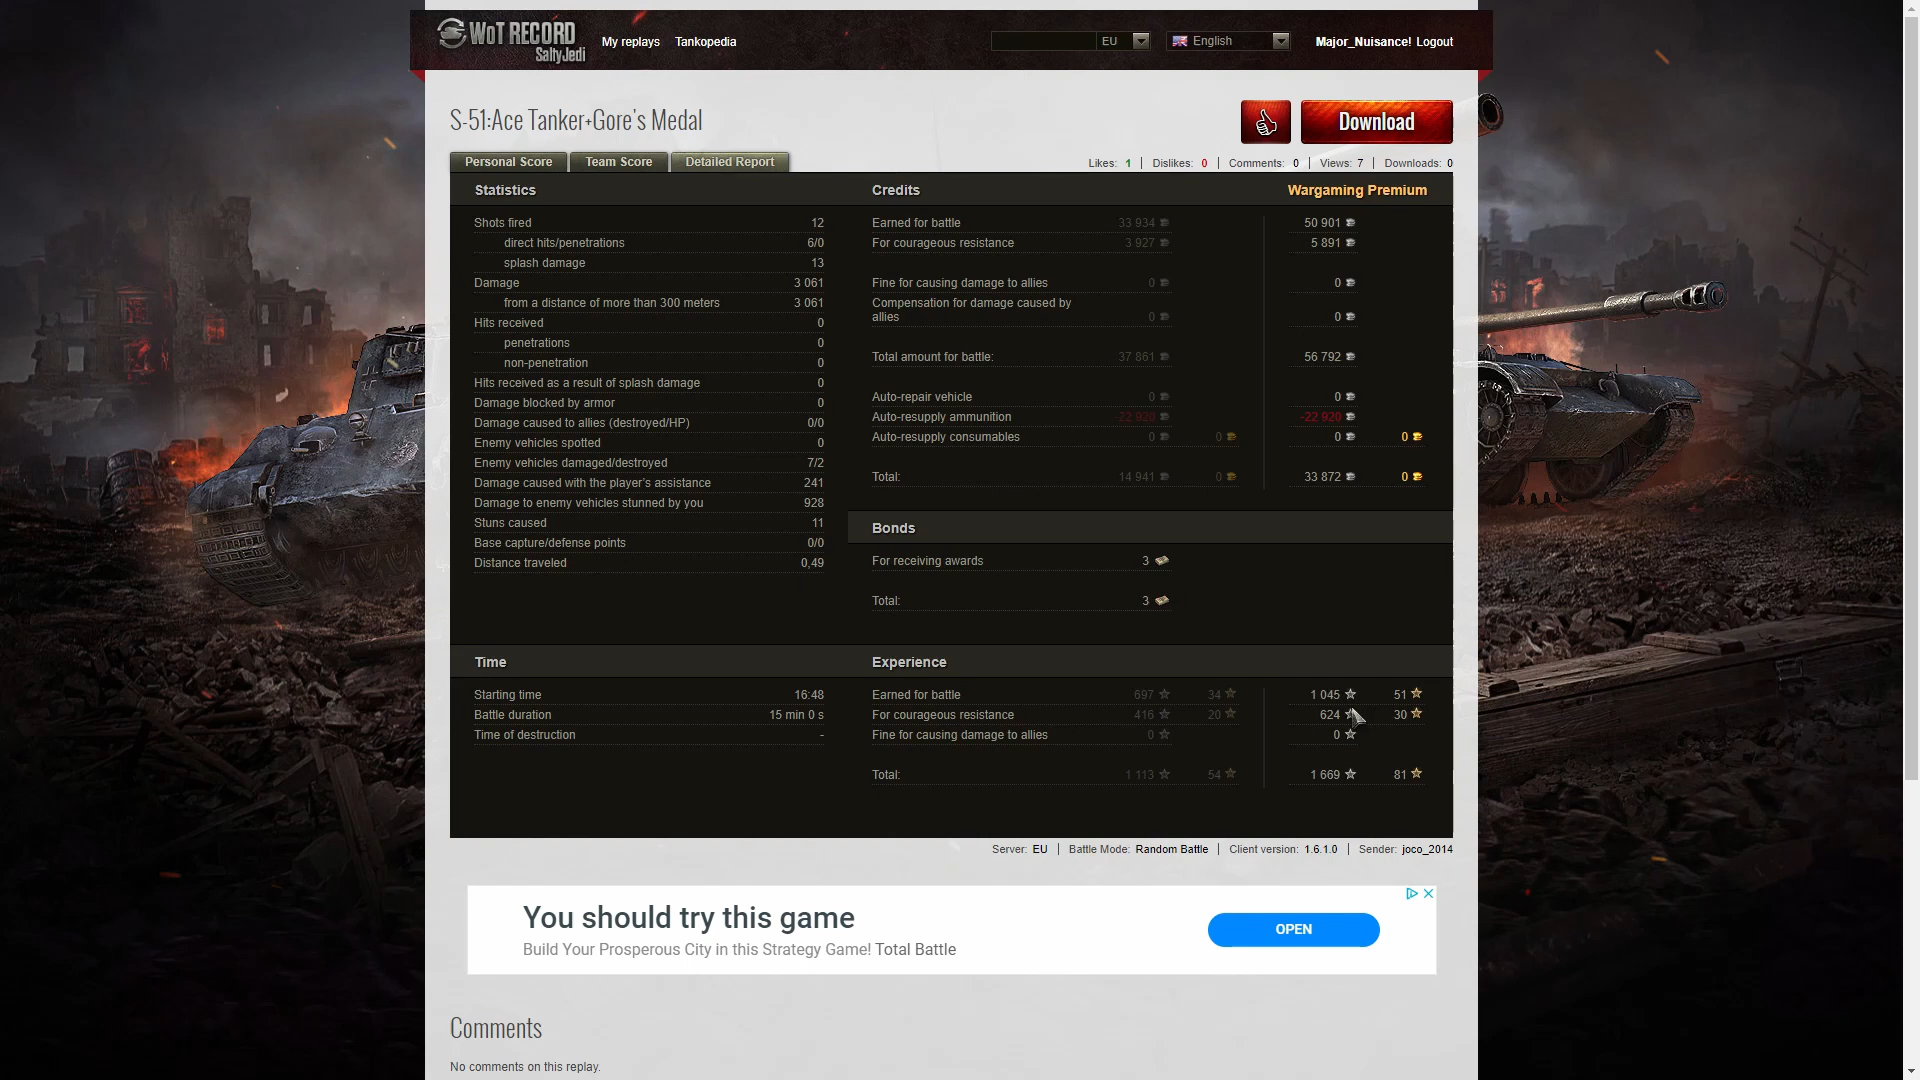 WoT RECORD
SaltyJedi
My replays Tankopedia EU English Major_Nuisance! Logout
S-51:Ace Tanker+Gore's Medal
Download
Personal Score Team Score Detailed Report
Likes: 1 | Dislikes: 0 | Comments: 0 | Views: 7 | Downloads: 0
Statistics
Shots fired 12
direct hits/penetrations 6/0
splash damage 13
Damage 3 061
from a distance of more than 300 meters 3 061
Hits received 0
penetrations 0
non-penetration 0
Hits received as a result of splash damage 0
Damage blocked by armor 0
Damage caused to allies (destroyed/HP) 0/0
Enemy vehicles spotted 0
Enemy vehicles damaged/destroyed 7/2
Damage caused with the player's assistance 241
Damage to enemy vehicles stunned by you 928
Stuns caused 11
Base capture/defense points 0/0
Distance traveled 0,49
Credits Wargaming Premium
Earned for battle 33 934 50 901
For courageous resistance 3 927 5 891
Fine for causing damage to allies 0 0
Compensation for damage caused by
allies 0 0
Total amount for battle: 37 861 56 792
Auto-repair vehicle 0 0
Auto-resupply ammunition -22 920 -22 920
Auto-resupply consumables 0 0 0 0
Total: 14 941 0 33 872 0
Bonds
For receiving awards 3
Total: 3
Time
Starting time 16:48
Battle duration 15 min 0 s
Time of destruction -
Experience
Earned for battle 697 34 1 045 51
For courageous resistance 416 20 624 30
Fine for causing damage to allies 0 0
Total: 1 113 54 1 669 81
Server: EU | Battle Mode: Random Battle | Client version: 1.6.1.0 | Sender: joco_2014
You should try this game
Build Your Prosperous City in this Strategy Game! Total Battle
OPEN
Comments
No comments on this replay.